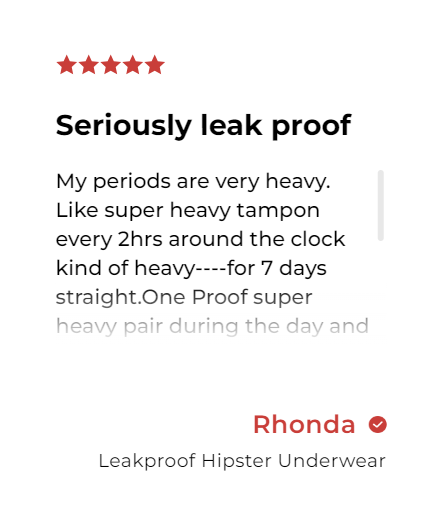 Seriously leak proof
My periods are very heavy.
Like super heavy tampon
every 2hrs around the clock
kind of heavy----for 7 days
straight.One Proof super
heavy pair during the day and
Rhonda
Leakproof Hipster Underwear